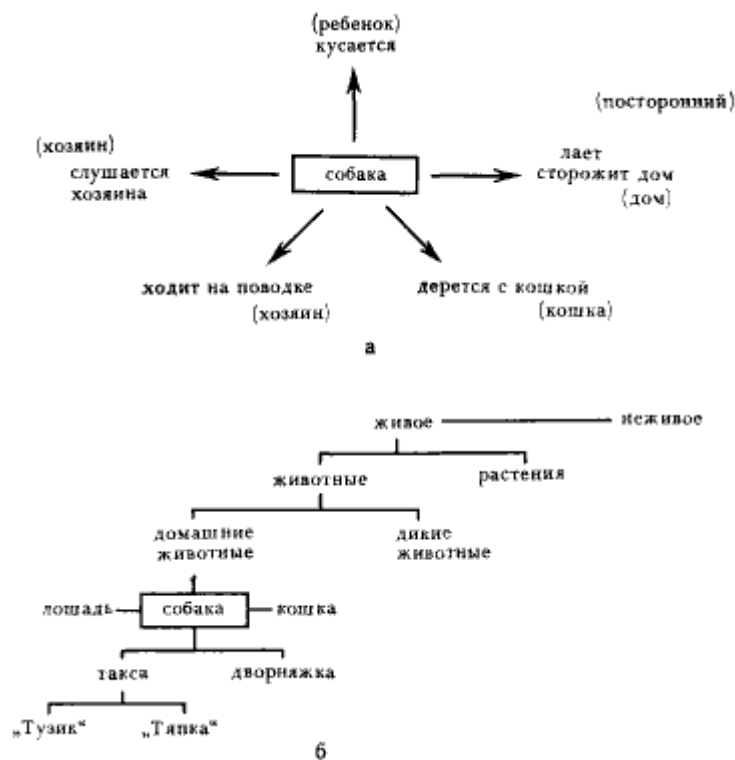 (ребенок)
кусается
(посторонний)
(хозяин)
слушается
хозяина
собака
лает
сторожит дом
(дом)
ходит на поводке
(хозяин)
дерется с кошкой
(кошка)
а
живое
неживое
животные
растения
домашние
животные
дикие
животные
лошадь
собака
кошка
такса
дворняжка
„Тузик“
„Тяпка“
б